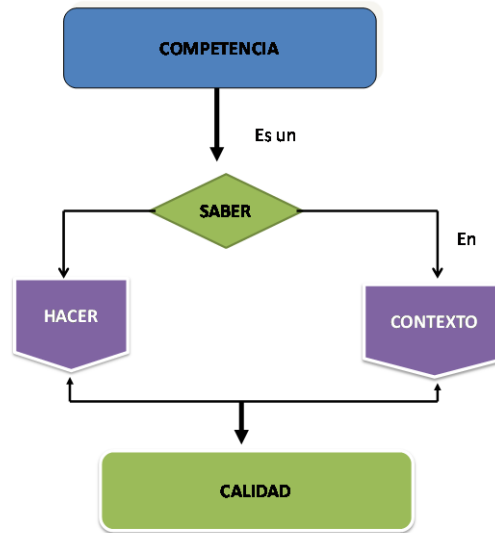 COMPETENCIA
Es un
SABER
En
HACER
CONTEXTO
CALIDAD